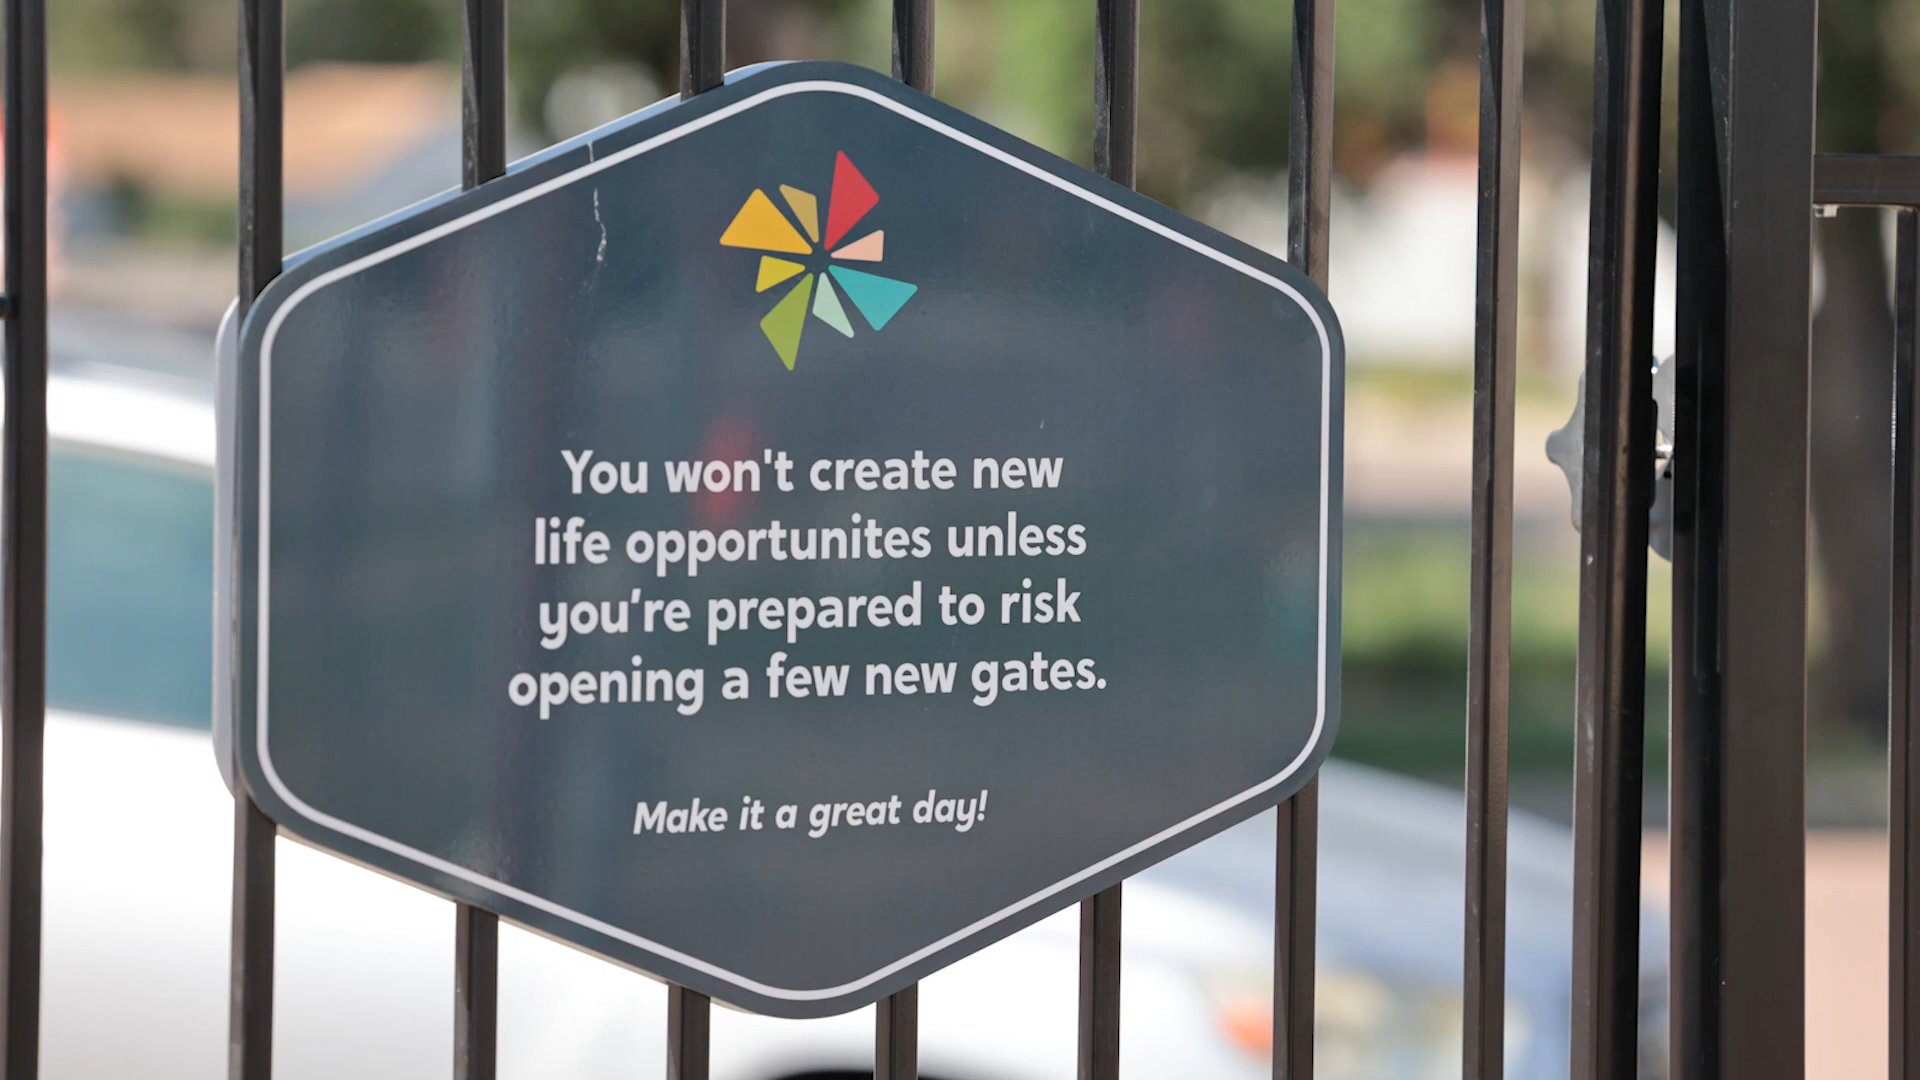 You won't create new
life opportunites unless
you're prepared to risk
opening a few new gates.
Make it a great day!